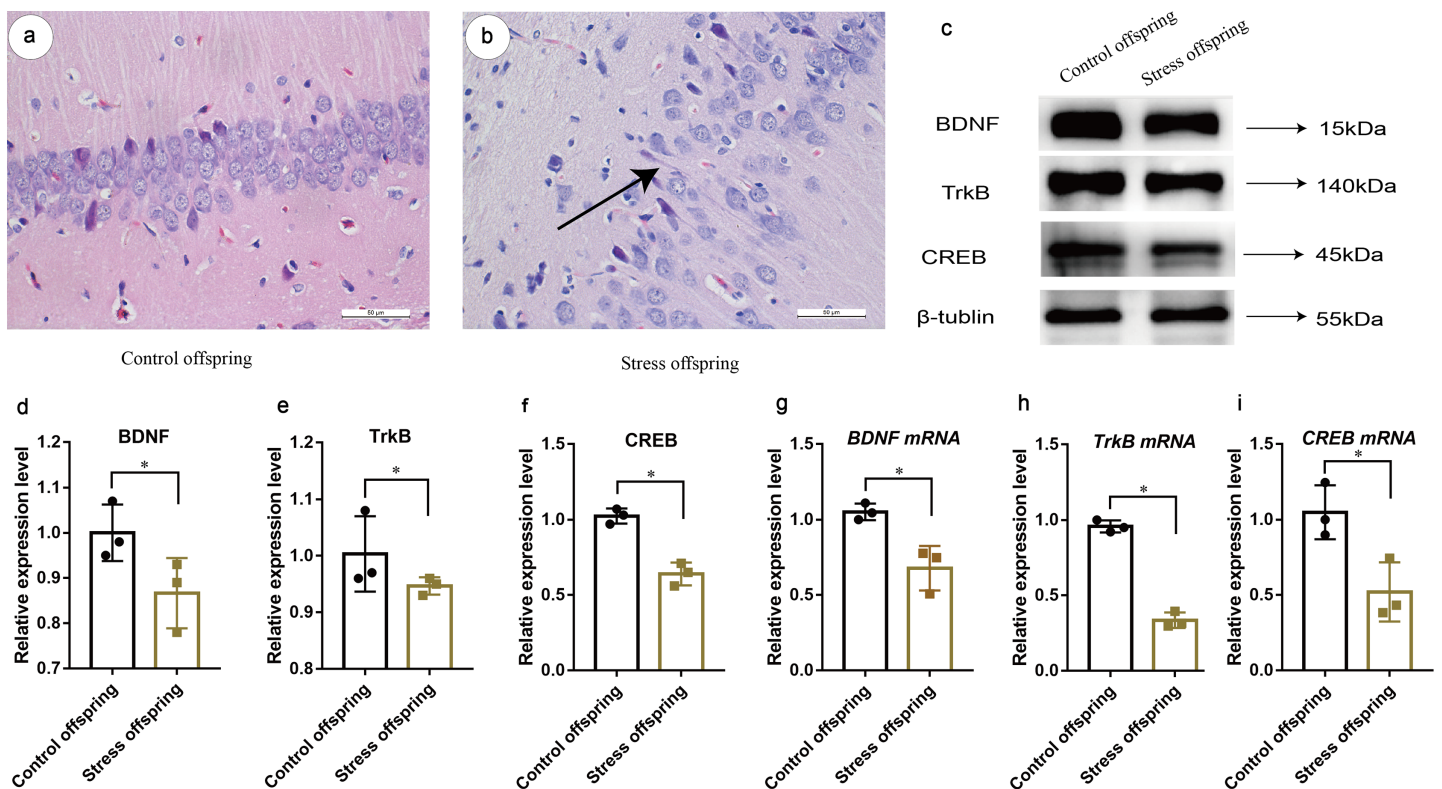 a
50 μm
Control offspring
b
50 μm
Stress offspring
c
Control offspring
Stress offspring
BDNF
15kDa
TrkB
140kDa
CREB
45kDa
β-tublin
55kDa
d
BDNF
Relative expression level
1.2
1.1
1.0
0.9
0.8
0.7
*
Control offspring
Stress offspring
e
TrkB
Relative expression level
1.2
1.1
1.0
0.9
0.8
*
Control offspring
Stress offspring
f
CREB
Relative expression level
1.5
1.0
0.5
0.0
*
Control offspring
Stress offspring
g
BDNF mRNA
Relative expression level
1.5
1.0
0.5
0.0
*
Control offspring
Stress offspring
h
TrkB mRNA
Relative expression level
1.5
1.0
0.5
0.0
*
Control offspring
Stress offspring
i
CREB mRNA
Relative expression level
1.5
1.0
0.5
0.0
*
Control offspring
Stress offspring